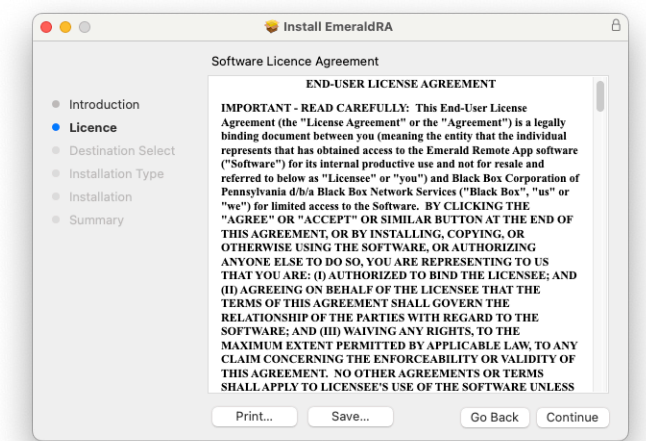 Install EmeraldRA
Software Licence Agreement
Introduction
Licence
Destination Select
Installation Type
Installation
Summary
END-USER LICENSE AGREEMENT
IMPORTANT - READ CAREFULLY: This End-User License
Agreement (the "License Agreement" or the "Agreement") is a legally
binding document between you (meaning the entity that the individual
represents that has obtained access to the Emerald Remote App software
("Software") for its internal productive use and not for resale and
referred to below as "Licensee" or "you") and Black Box Corporation of
Pennsylvania d/b/a Black Box Network Services ("Black Box", "us" or
"we") for limited access to the Software. BY CLICKING THE
"AGREE" OR "ACCEPT" OR SIMILAR BUTTON AT THE END OF
THIS AGREEMENT, OR BY INSTALLING, COPYING, OR
OTHERWISE USING THE SOFTWARE, OR AUTHORIZING
ANYONE ELSE TO DO SO, YOU ARE REPRESENTING TO US
THAT YOU ARE: (I) AUTHORIZED TO BIND THE LICENSEE; AND
(II) AGREEING ON BEHALF OF THE LICENSEE THAT THE
TERMS OF THIS AGREEMENT SHALL GOVERN THE
RELATIONSHIP OF THE PARTIES WITH REGARD TO THE
SOFTWARE; AND (III) WAIVING ANY RIGHTS, TO THE
MAXIMUM EXTENT PERMITTED BY APPLICABLE LAW, TO ANY
CLAIM CONCERNING THE ENFORCEABILITY OR VALIDITY OF
THIS AGREEMENT. NO OTHER AGREEMENTS OR TERMS
SHALL APPLY TO LICENSEE'S USE OF THE SOFTWARE UNLESS
Print...
Save...
Go Back
Continue